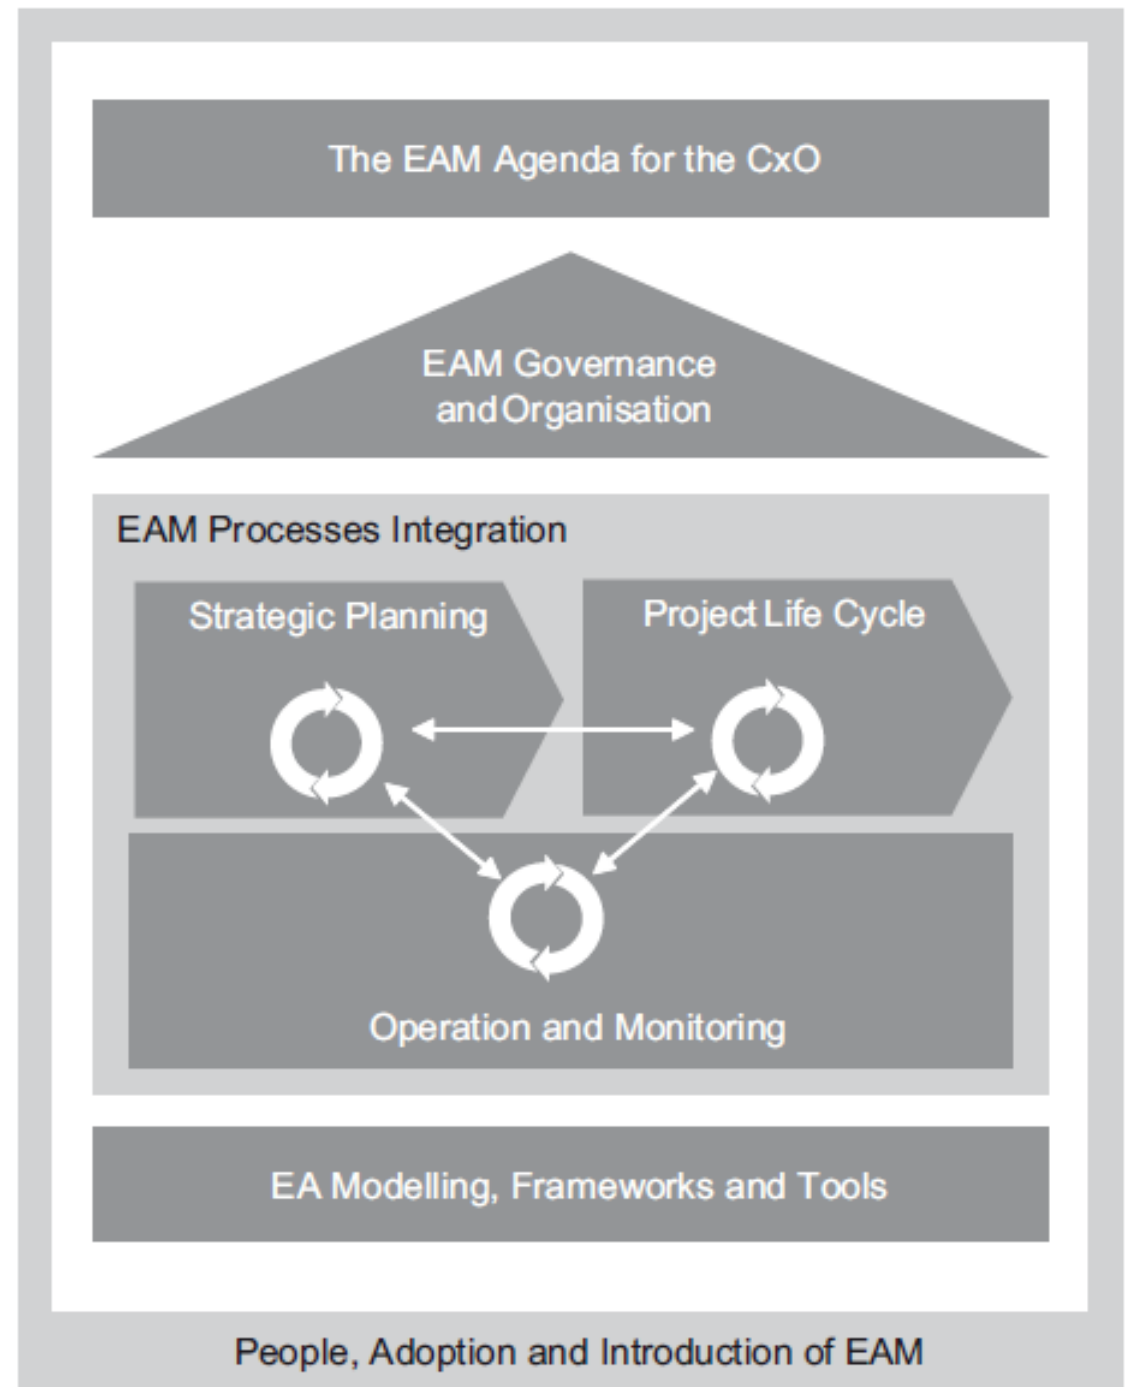 The EAM Agenda for the CxO
EAM Governance
and Organisation
EAM Processes Integration
Strategic Planning
Project Life Cycle
Operation and Monitoring
EA Modelling, Frameworks and Tools
People, Adoption and Introduction of EAM